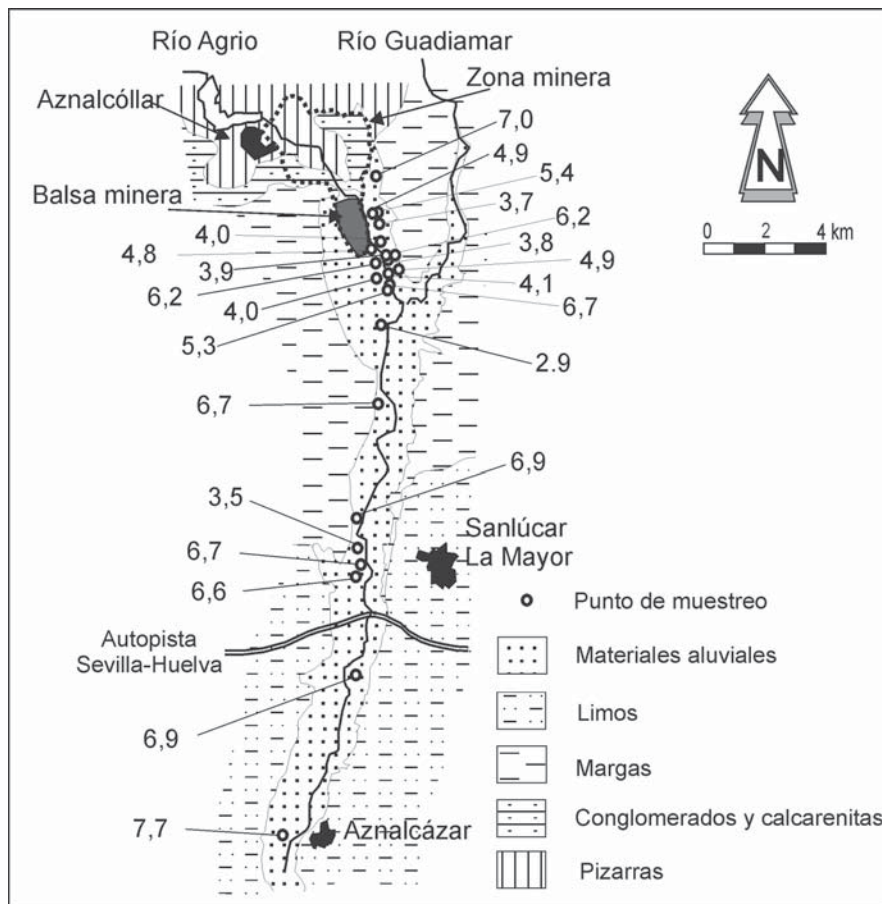 Río Agrio
Río Guadiamar
Aznalcóllar
Zona minera
7,0
4,9
5,4
Balsa minera
3,7
4,0
6,2
4,8
3,8
3,9
4,9
6,2
4,1
4,0
6,7
5,3
2.9
6,7
6,9
3,5
6,7
6,6
Sanlúcar
La Mayor
Autopista
Sevilla-Huelva
6,9
7,7
Aznalcázar
N
0 2 4 km
Punto de muestreo
Materiales aluviales
Limos
Margas
Conglomerados y calcarenitas
Pizarras